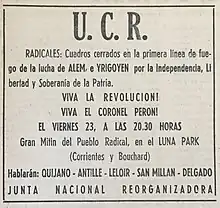 U. C. R.
RADICALES: Cuadros cerrados en la primera línea de fue-
go de la lucha de ALEM, e YRIGOYEN por la Independencia, Li
bertad y Soberanía de la Patria.
VIVA LA REVOLUCION!
VIVA EL CORONEL PERON!
EL VIERNES 23, A LAS 20.30 HORAS
Gran Mitin del Pueblo Radical, en el LUNA PARK
(Corrientes y Bouchard)
Hablarán: QUIJANO - ANTILLE - LELOIR - SAN MILLAN - DELGADO
JUNTA NACIONAL REORGANIZADORA